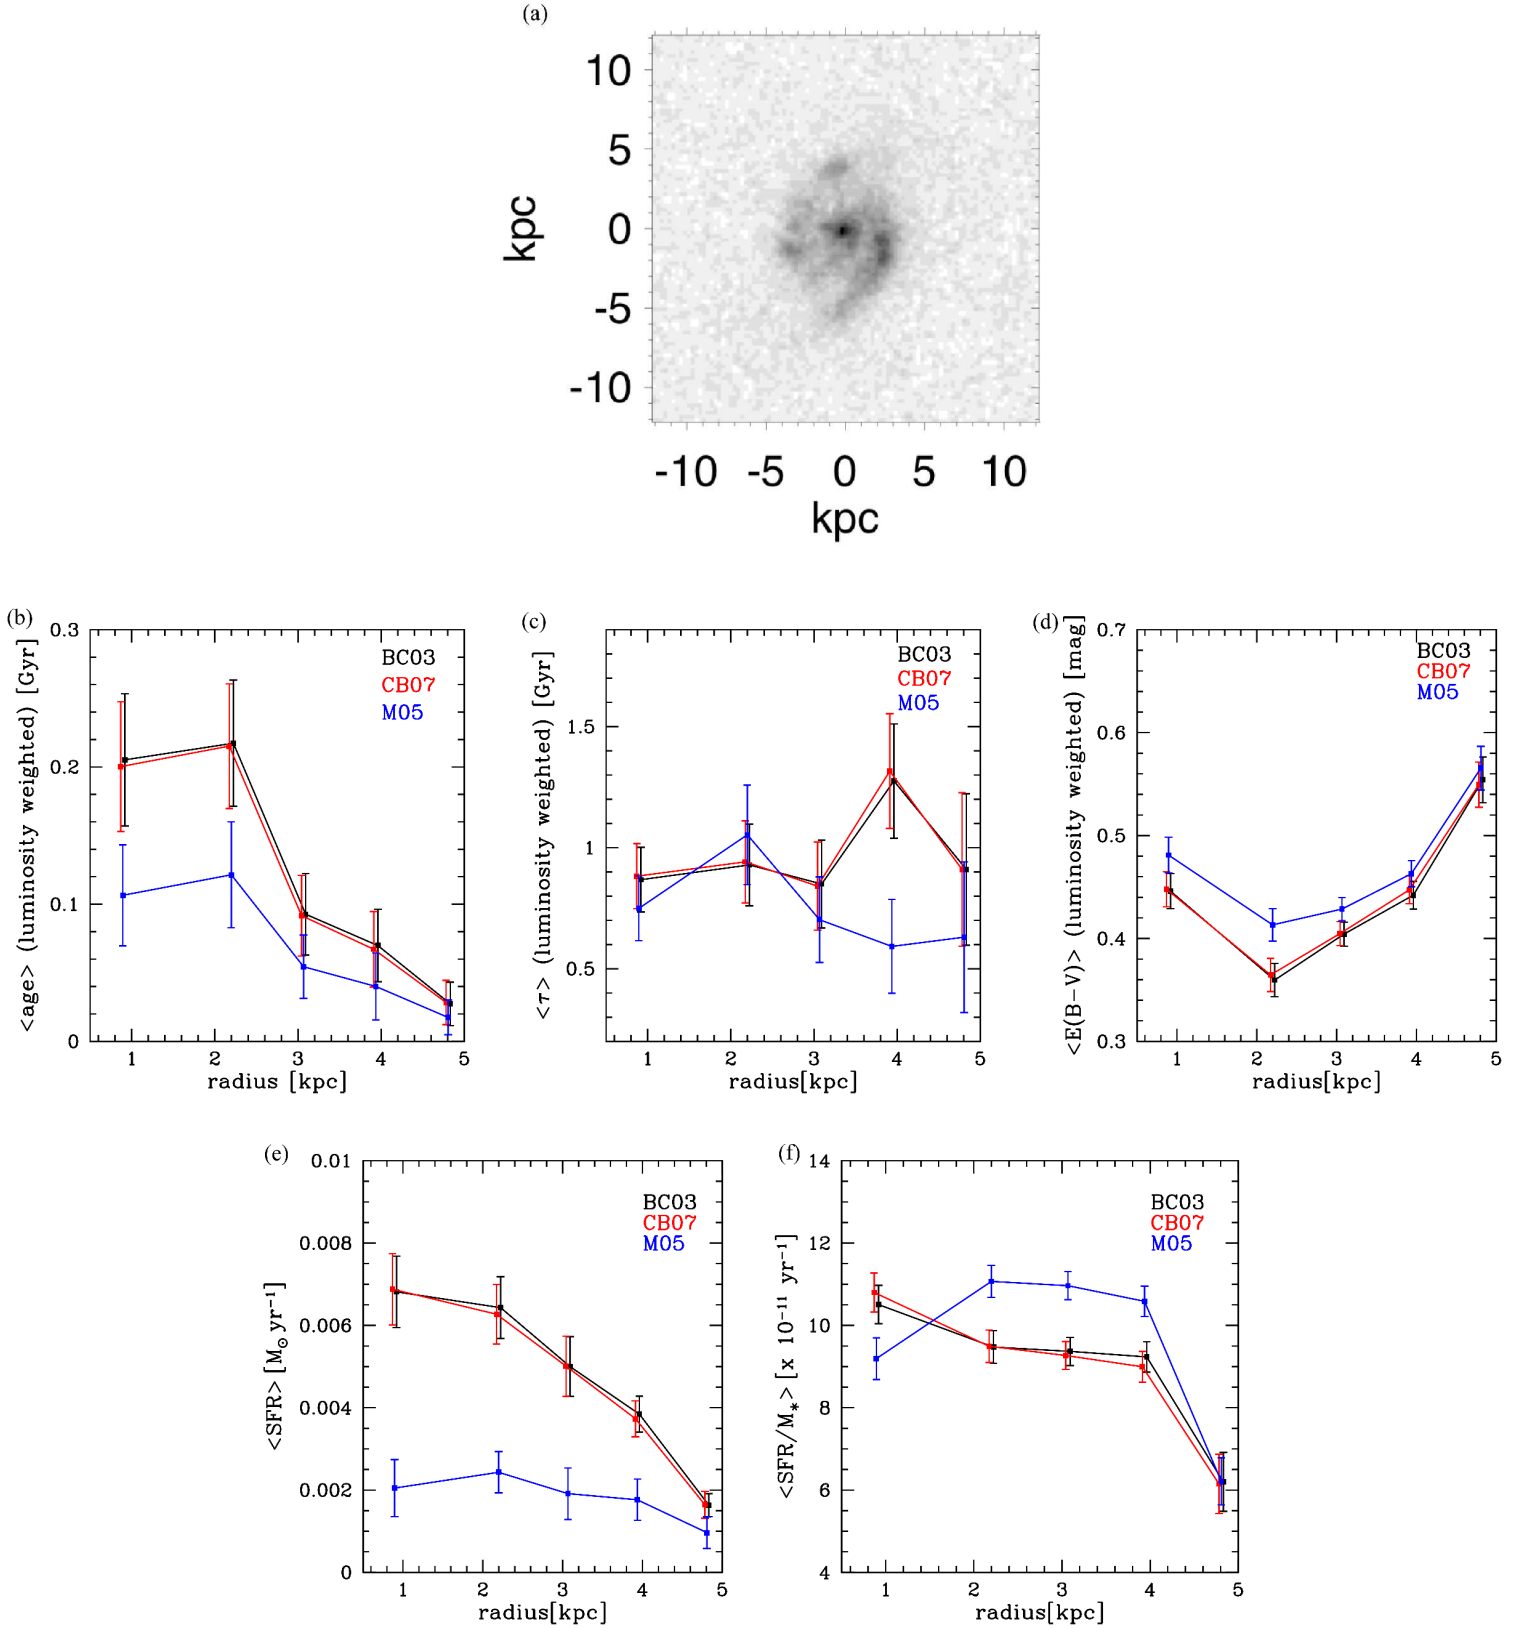 (a)
10
5
0
-5
-10
kpc
-10 -5 0 5 10
kpc
(b)
0.3
0.2
0.1
0
<age> (luminosity weighted) [Gyr]
BC03
CB07
M05
1 2 3 4 5
radius [kpc]
(c)
1.5
1
0.5
<τ> (luminosity weighted) [Gyr]
BC03
CB07
M05
1 2 3 4 5
radius[kpc]
(d)
0.7
0.6
0.5
0.4
0.3
<E(B−V)> (luminosity weighted) [mag]
BC03
CB07
M05
1 2 3 4 5
radius[kpc]
(e)
0.01
0.008
0.006
0.004
0.002
0
<SFR> [M⊙ yr⁻¹]
BC03
CB07
M05
1 2 3 4 5
radius[kpc]
(f)
14
12
10
8
6
4
<SFR/M*> [x 10⁻¹¹ yr⁻¹]
BC03
CB07
M05
1 2 3 4 5
radius[kpc]